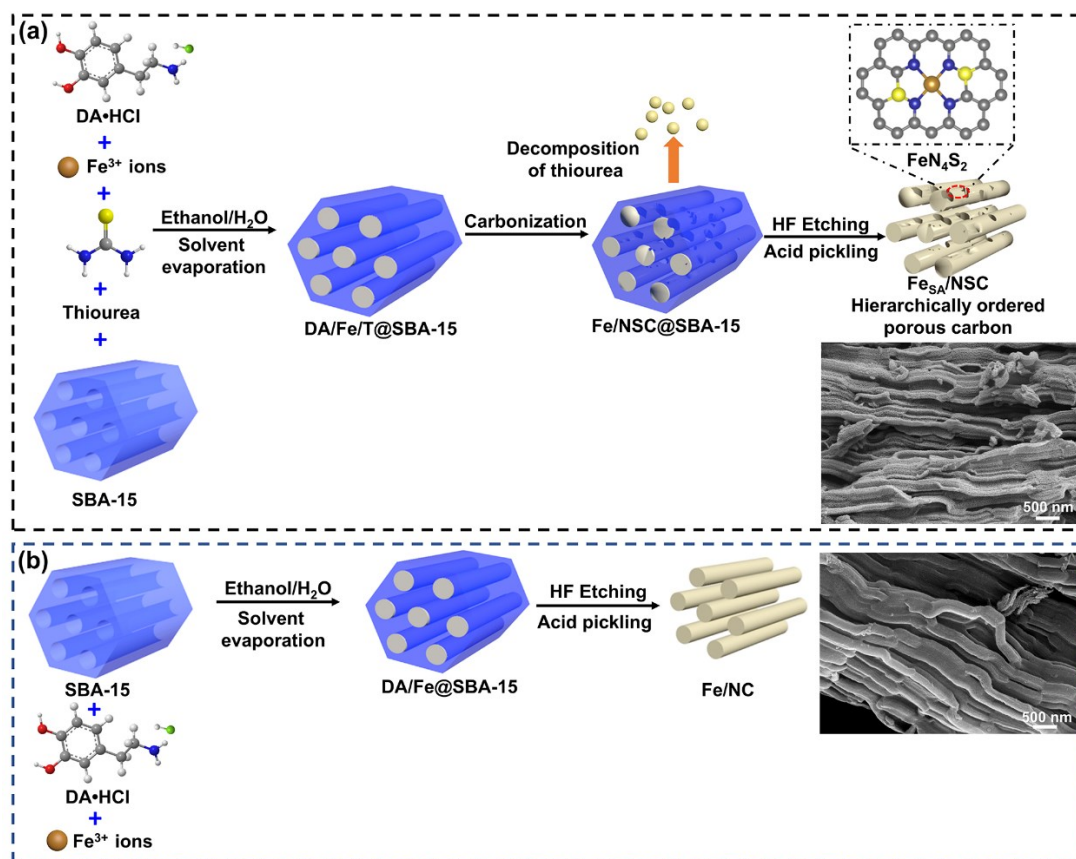 (a)
DA•HCl
+
Fe³⁺ ions
+
Thiourea
+
SBA-15
Ethanol/H₂O
Solvent
evaporation
DA/Fe/T@SBA-15
Carbonization
Decomposition
of thiourea
Fe/NSC@SBA-15
HF Etching
Acid pickling
FeN₄S₂
Fe_SA/NSC
Hierarchically ordered
porous carbon
500 nm
(b)
SBA-15
+
DA•HCl
+
Fe³⁺ ions
Ethanol/H₂O
Solvent
evaporation
DA/Fe@SBA-15
HF Etching
Acid pickling
Fe/NC
500 nm